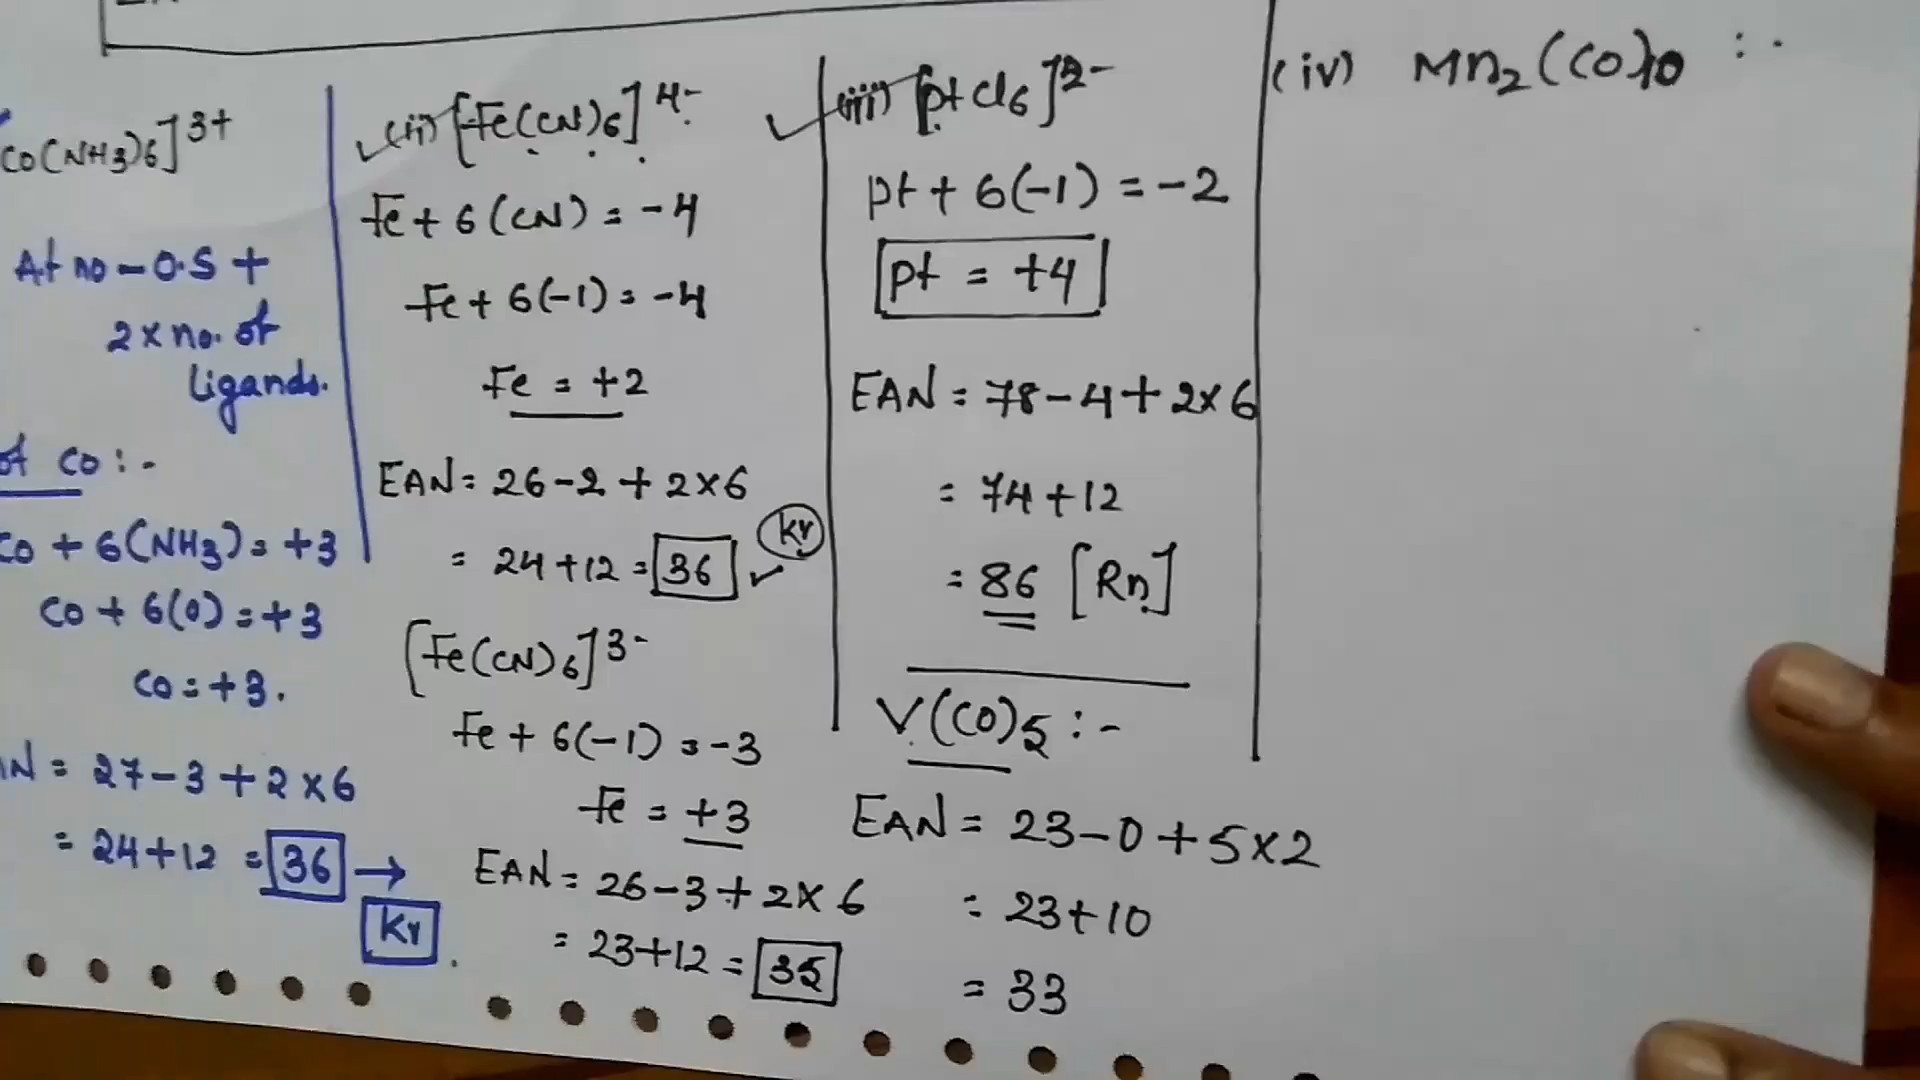 CO(NH3)6]3+
At no - O.S +
2 x no. of
Ligands.
of CO :-
CO + 6(NH3) = +3
CO + 6(0) = +3
CO = +3.
AN = 27 - 3 + 2 x 6
= 24 + 12 = 36 →
Kr
(ii) [Fe(CN)6]4-
Fe + 6(CN) = -4
Fe + 6(-1) = -4
Fe = +2
EAN = 26 - 2 + 2 x 6
= 24 + 12 = 36 Kr
[Fe(CN)6]3-
Fe + 6(-1) = -3
Fe = +3
EAN = 26 - 3 + 2 x 6
= 23 + 12 = 35
(iii) [Pt Cl6]2-
Pt + 6(-1) = -2
Pt = +4
EAN = 78 - 4 + 2 x 6
= 74 + 12
= 86 [Rn]
V(CO)5 :-
EAN = 23 - 0 + 5 x 2
= 23 + 10
= 33
(iv) Mn2(CO)10 :-